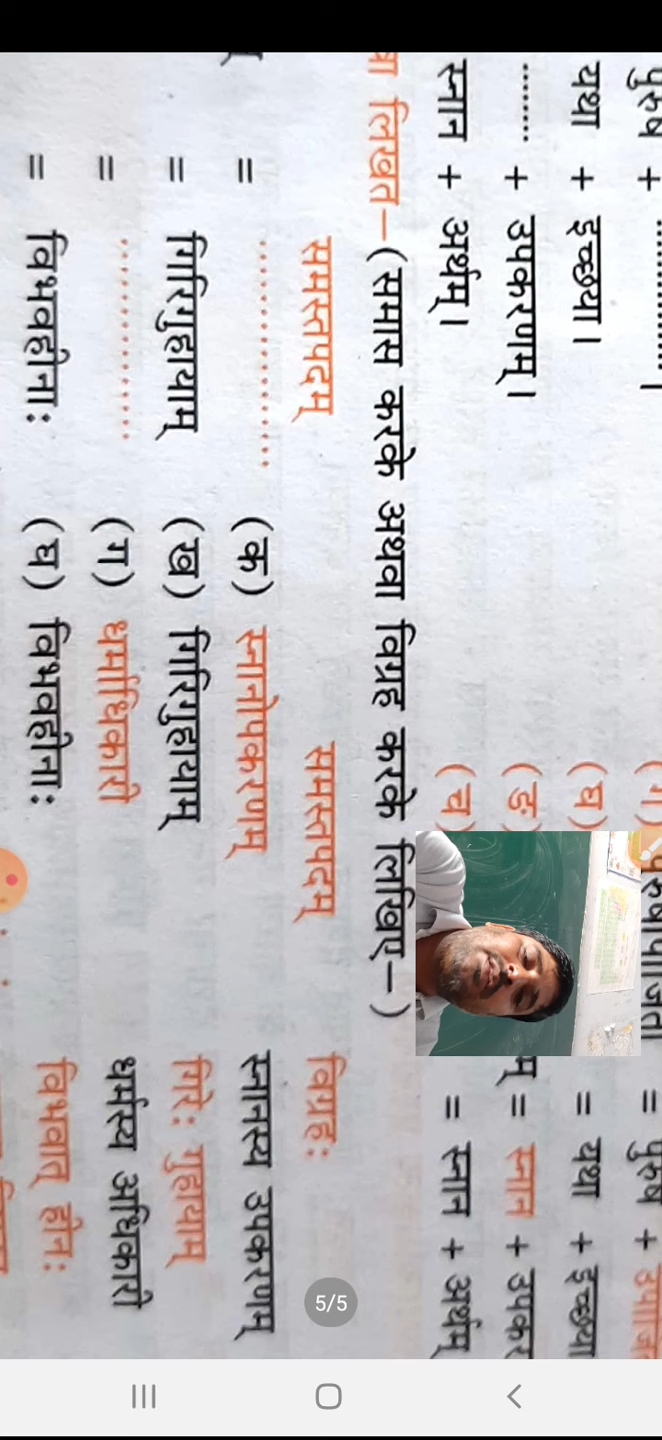 पुरुष + .............. ।
(ग) = पुरुष +
यथा + इच्छया ।
(घ) = यथा + इच्छया
........ + उपकरणम् ।
(ङ) म् = स्नान + उपकर
स्नान + अर्थम् ।
(च) = स्नान + अर्थम्
लिखत– (समास करके अथवा विग्रह करके लिखिए–)
समस्तपदम् समस्तपदम् विग्रहः
= .............. (क) स्नानोपकरणम् स्नानस्य उपकरणम्
= गिरिगुहायाम् (ख) गिरिगुहायाम् गिरेः गुहायाम्
= .............. (ग) धर्माधिकारी धर्मस्य अधिकारी
= विभवहीनाः (घ) विभवहीनाः विभवात् हीनः
5/5